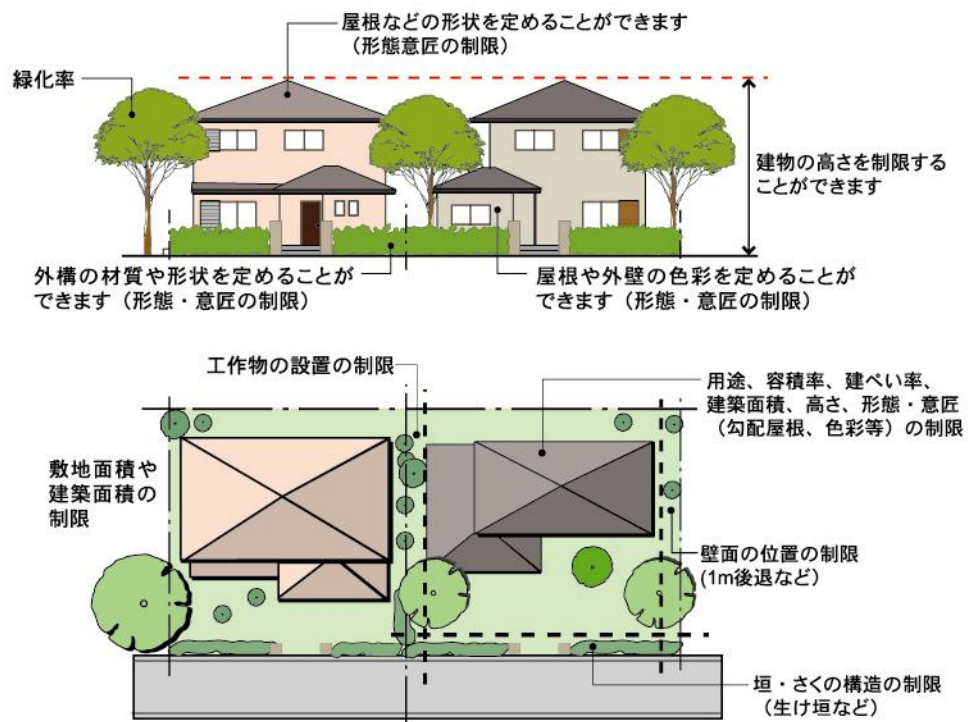 屋根などの形状を定めることができます
（形態意匠の制限）
緑化率
建物の高さを制限する
ことができます
外構の材質や形状を定めることが
できます（形態・意匠の制限）
屋根や外壁の色彩を定めることが
できます（形態・意匠の制限）
工作物の設置の制限
用途、容積率、建ぺい率、
建築面積、高さ、形態・意匠
（勾配屋根、色彩等）の制限
敷地面積や
建築面積の
制限
壁面の位置の制限
(1m後退など)
垣・さくの構造の制限
（生け垣など）